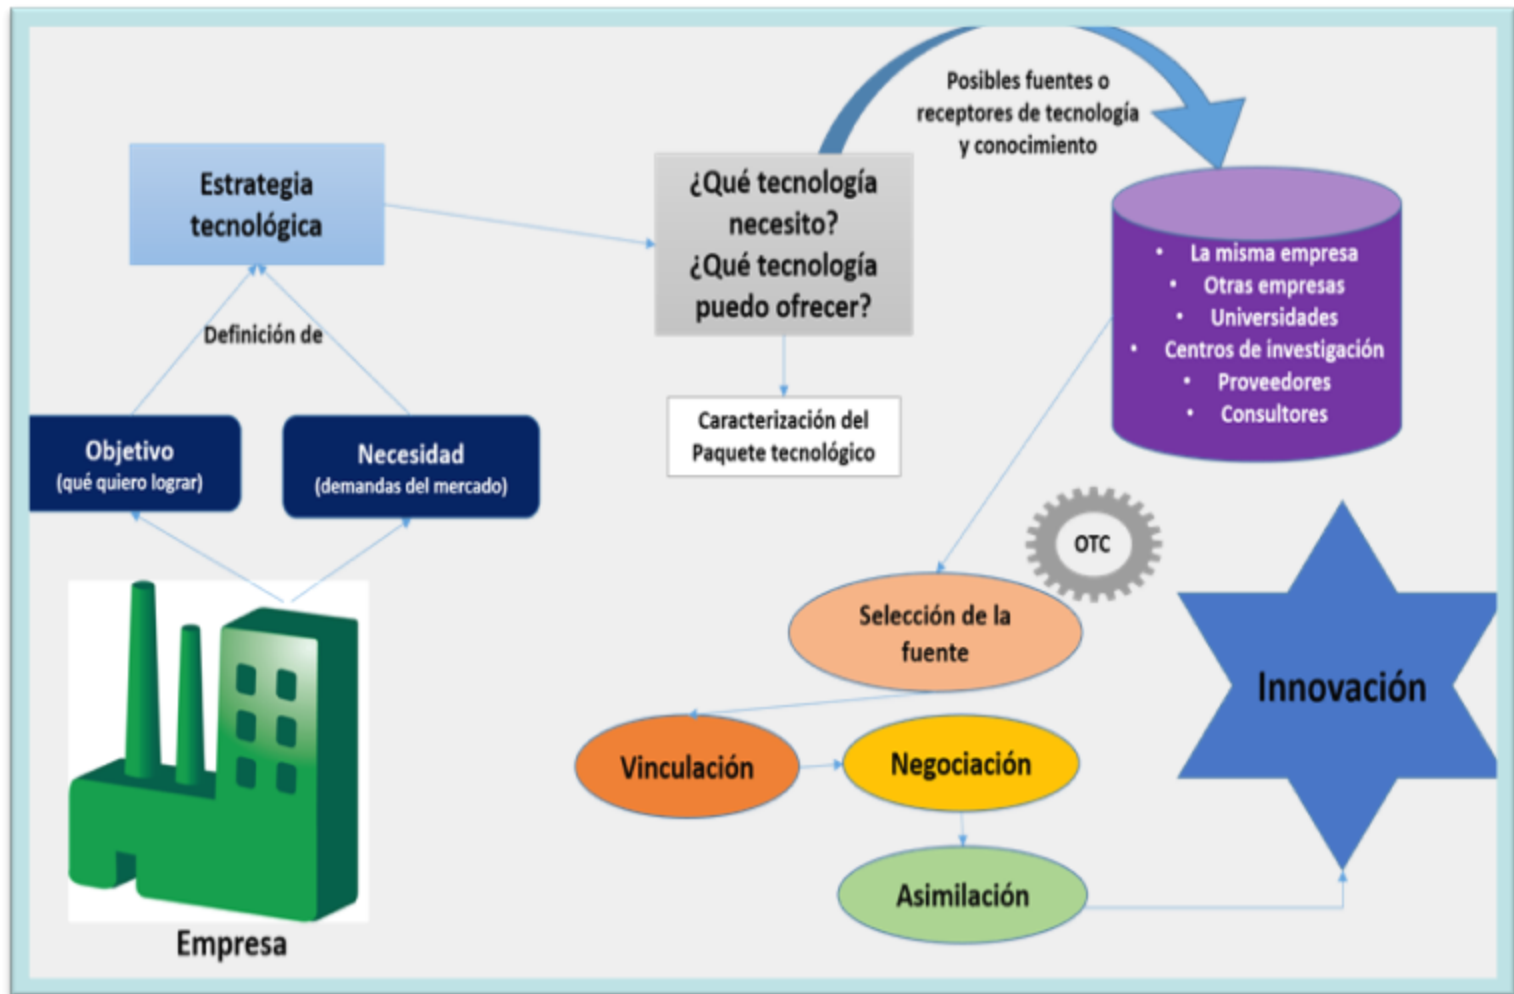 Posibles fuentes o
receptores de tecnología
y conocimiento
Estrategia
tecnológica
¿Qué tecnología
necesito?
¿Qué tecnología
puedo ofrecer?
• La misma empresa
• Otras empresas
• Universidades
• Centros de investigación
• Proveedores
• Consultores
Definición de
Objetivo
(qué quiero lograr)
Necesidad
(demandas del mercado)
Caracterización del
Paquete tecnológico
OTC
Selección de la
fuente
Innovación
Vinculación
Negociación
Asimilación
Empresa